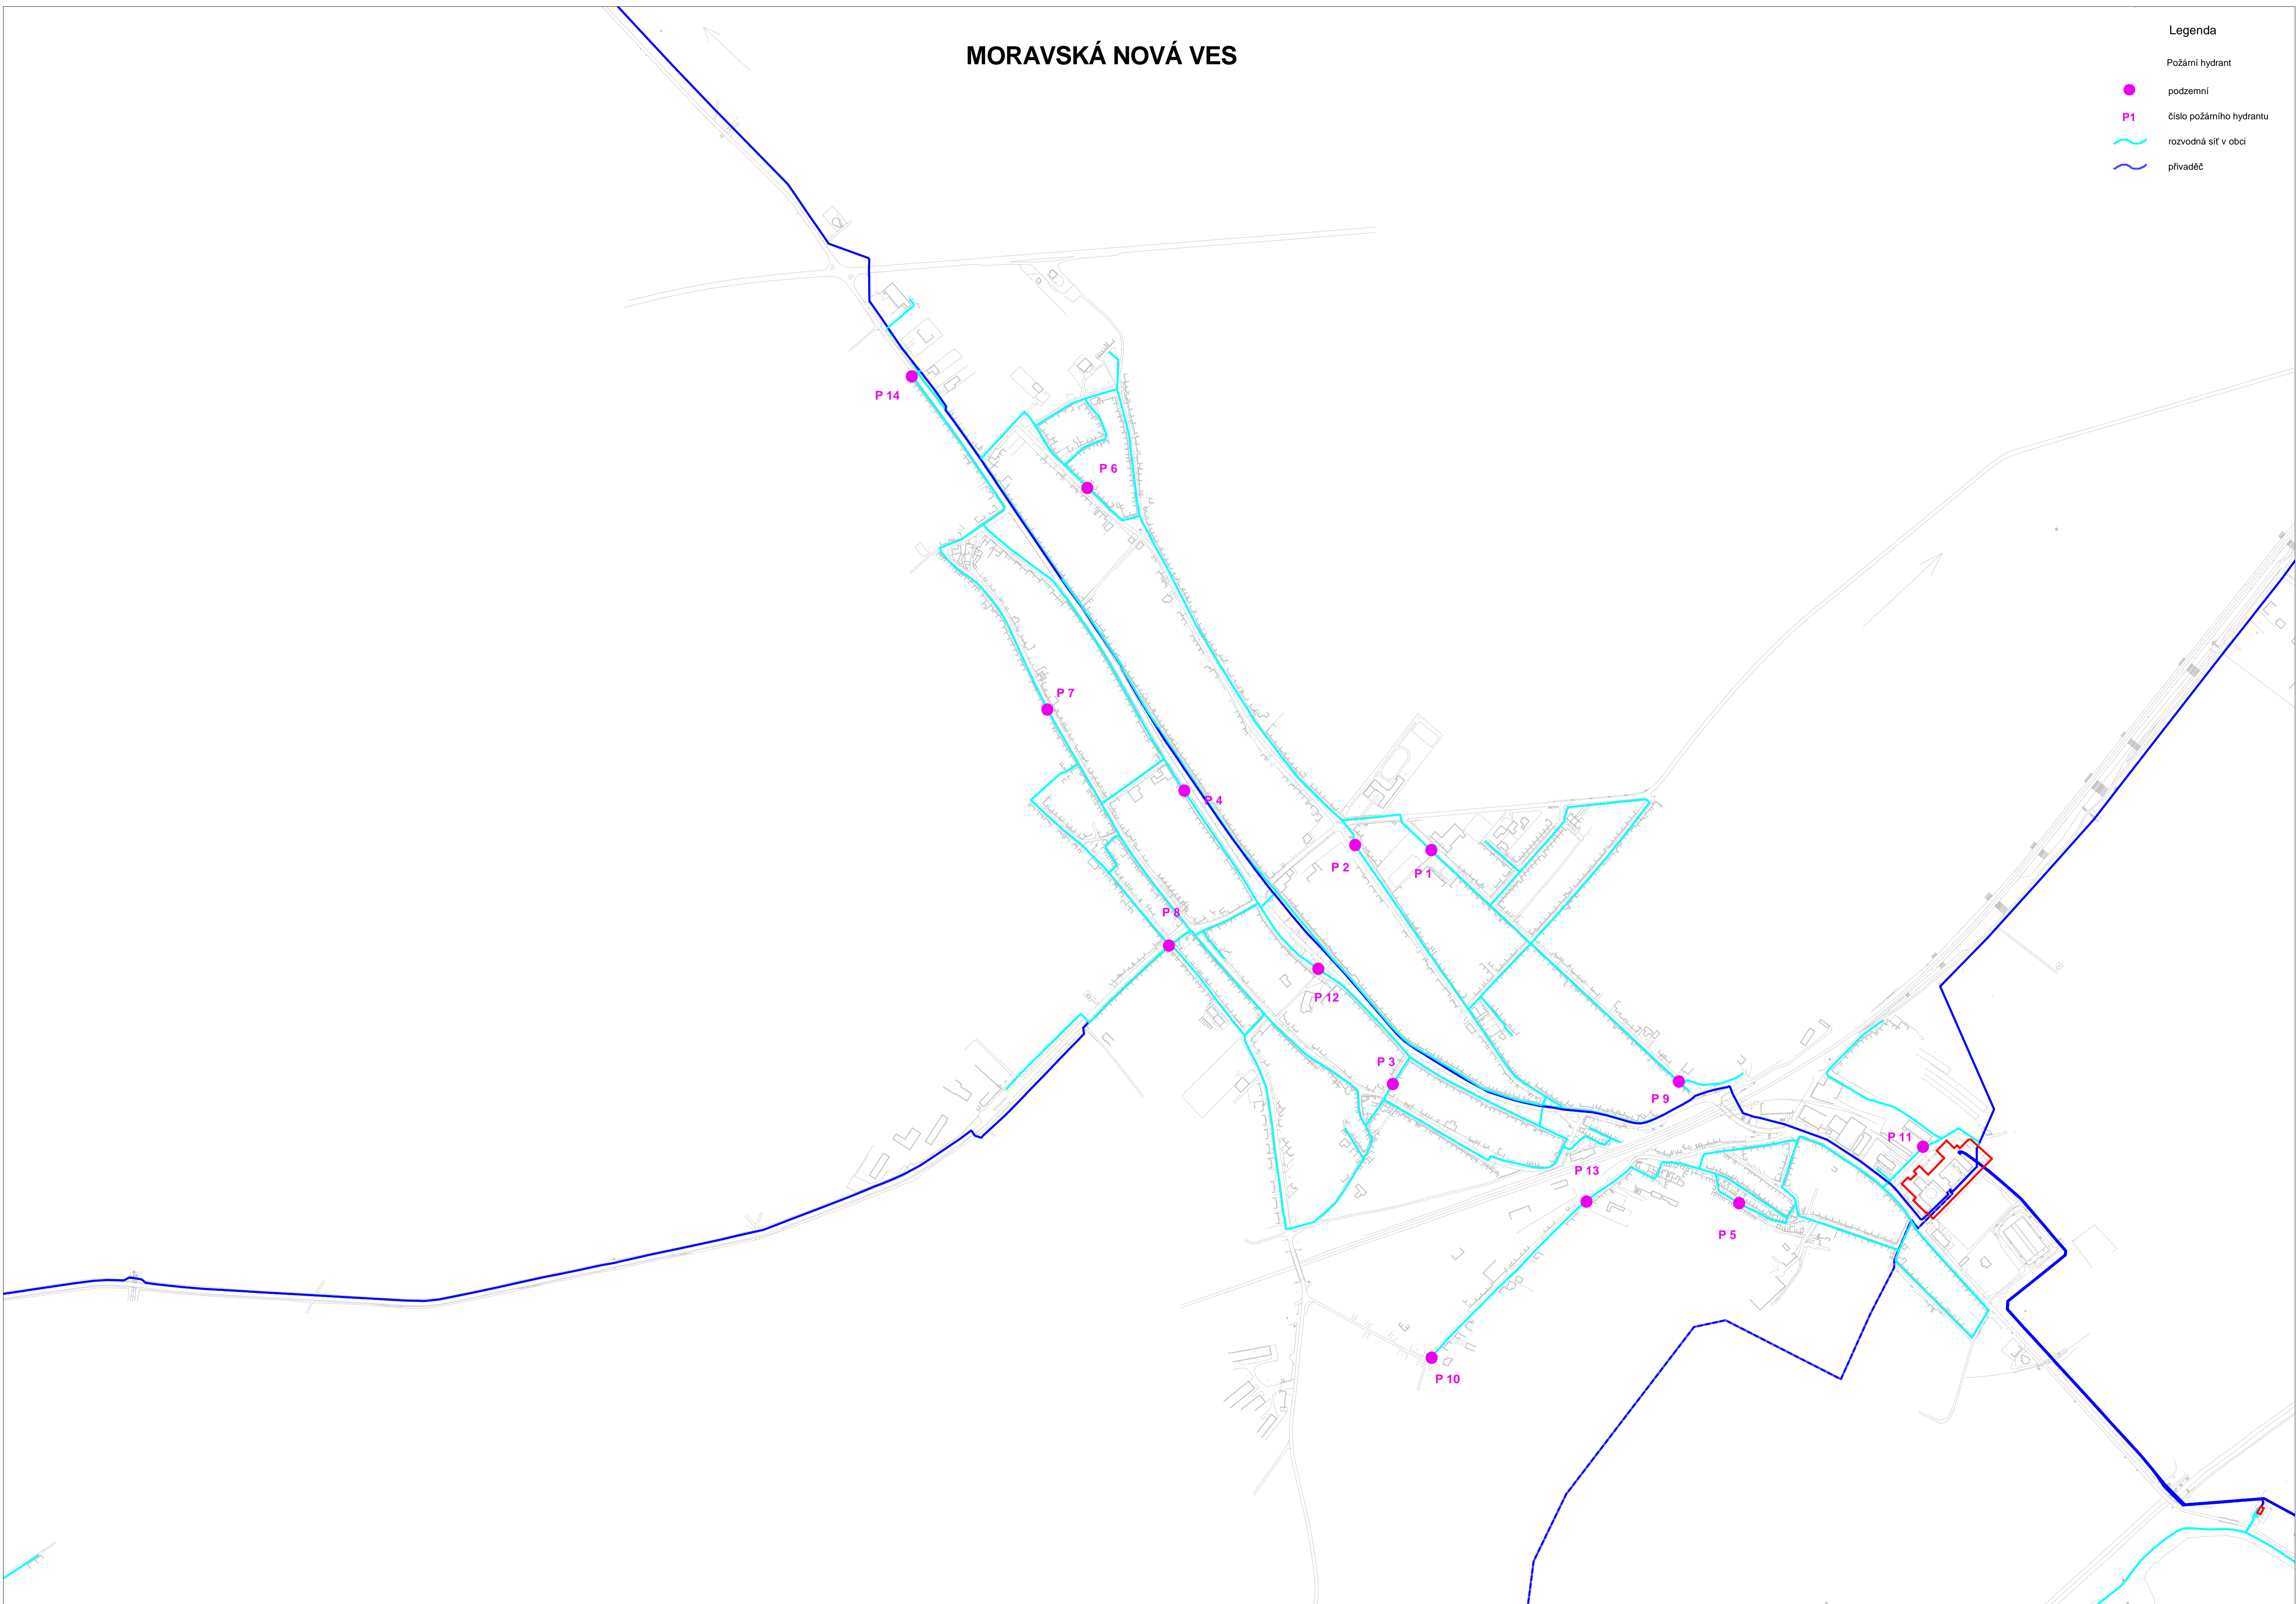 MORAVSKÁ NOVÁ VES
Legenda
Požární hydrant
podzemní
P1 číslo požárního hydrantu
rozvodná síť v obci
přivaděč
P 14
P 6
P 7
P 4
P 2
P 1
P 8
P 12
P 3
P 9
P 11
P 13
P 5
P 10